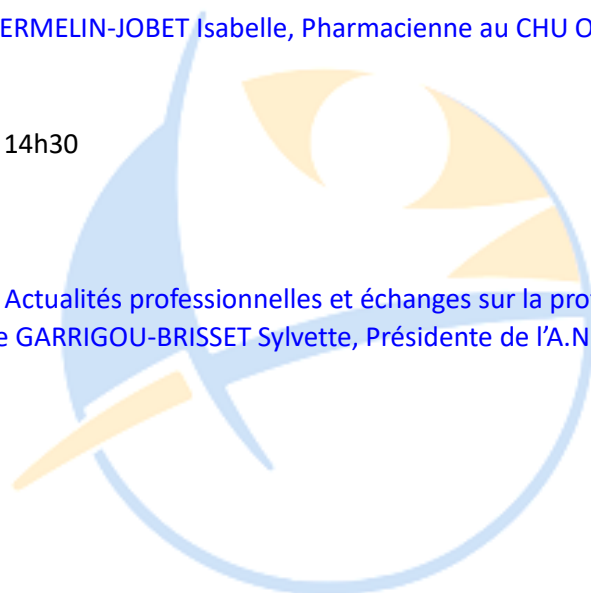 ERMELIN-JOBET Isabelle, Pharmacienne au CHU O
14h30
Actualités professionnelles et échanges sur la pro
e GARRIGOU-BRISSET Sylvette, Présidente de l’A.N